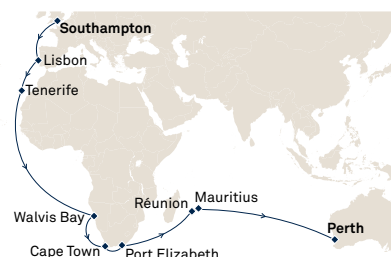 Southampton
Lisbon
Tenerife
Walvis Bay
Réunion
Mauritius
Perth
Cape Town
Port Elizabeth